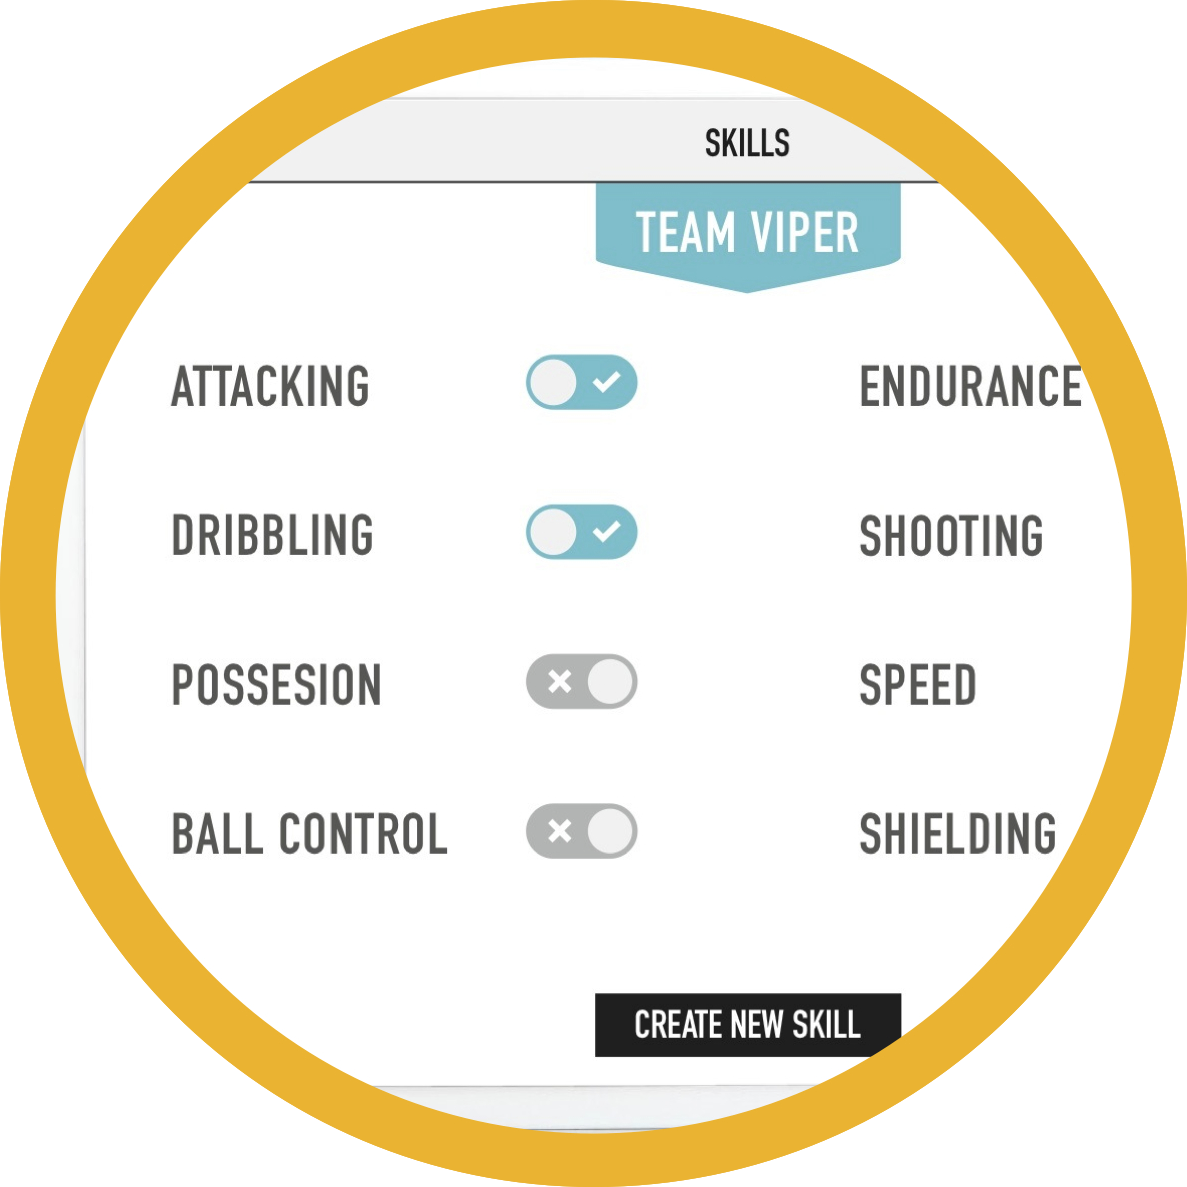 SKILLS
TEAM VIPER
ATTACKING
ENDURANCE
DRIBBLING
SHOOTING
POSSESION
SPEED
BALL CONTROL
SHIELDING
CREATE NEW SKILL